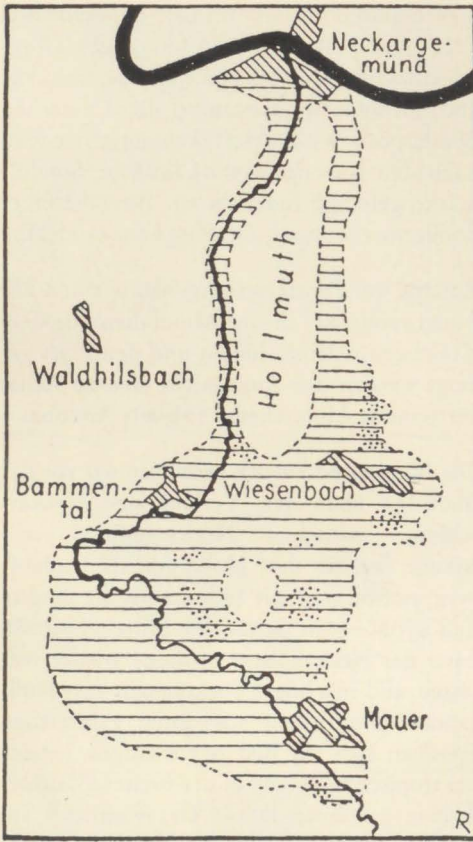 Neckarge-
münd
Hollmuth
Waldhilsbach
Bammen-
tal
Wiesenbach
Mauer
R